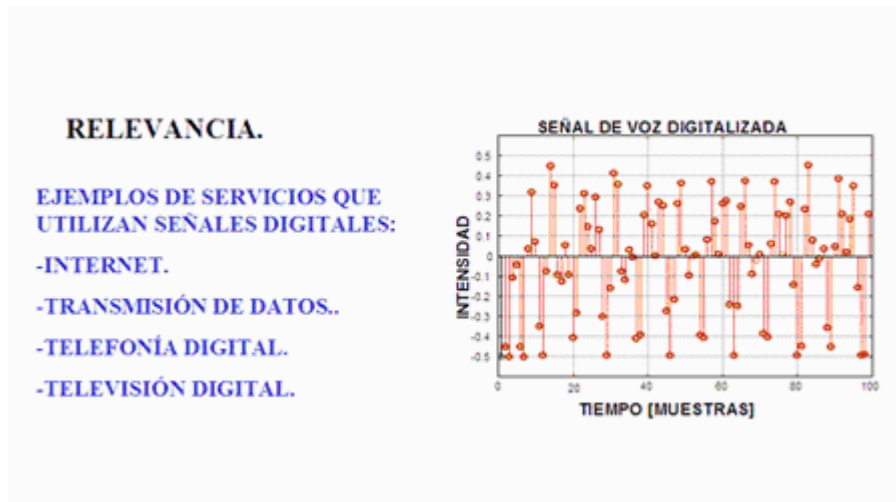 RELEVANCIA.
EJEMPLOS DE SERVICIOS QUE
UTILIZAN SEÑALES DIGITALES:
-INTERNET.
-TRANSMISIÓN DE DATOS..
-TELEFONÍA DIGITAL.
-TELEVISIÓN DIGITAL.
SEÑAL DE VOZ DIGITALIZADA
INTENSIDAD
0.5
0.4
0.3
0.2
0.1
0
-0.1
-0.2
-0.3
-0.4
-0.5
0 20 40 60 80 100
TIEMPO [MUESTRAS]